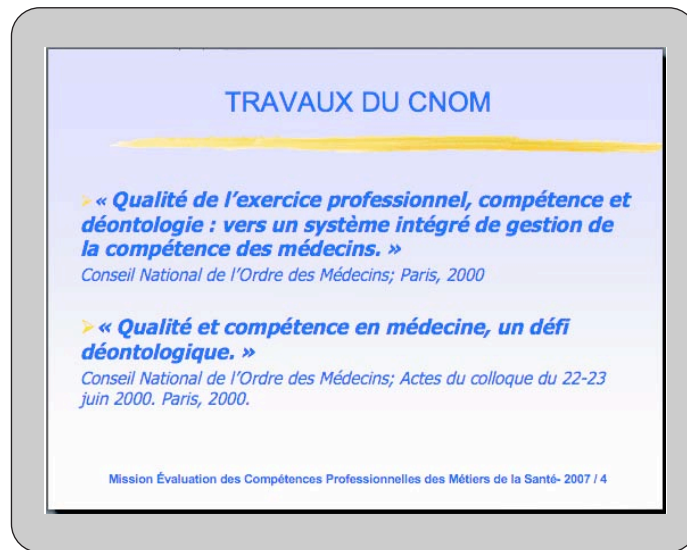 TRAVAUX DU CNOM
« Qualité de l'exercice professionnel, compétence et
déontologie : vers un système intégré de gestion de
la compétence des médecins. »
Conseil National de l'Ordre des Médecins; Paris, 2000
« Qualité et compétence en médecine, un défi
déontologique. »
Conseil National de l'Ordre des Médecins; Actes du colloque du 22-23
juin 2000. Paris, 2000.
Mission Évaluation des Compétences Professionnelles des Métiers de la Santé- 2007 / 4